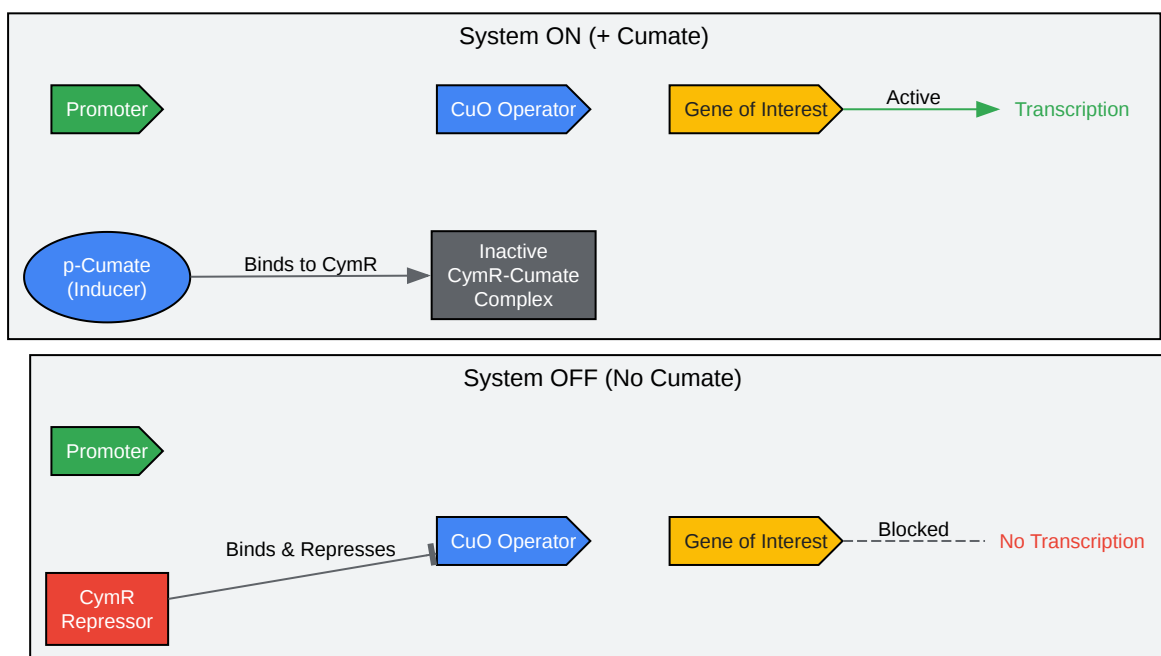 System ON (+ Cumate)
Promoter
CuO Operator
Gene of Interest
Active
Transcription
p-Cumate
(Inducer)
Binds to CymR
Inactive
CymR-Cumate
Complex
System OFF (No Cumate)
Promoter
Binds & Represses
CuO Operator
Gene of Interest
Blocked
No Transcription
CymR
Repressor